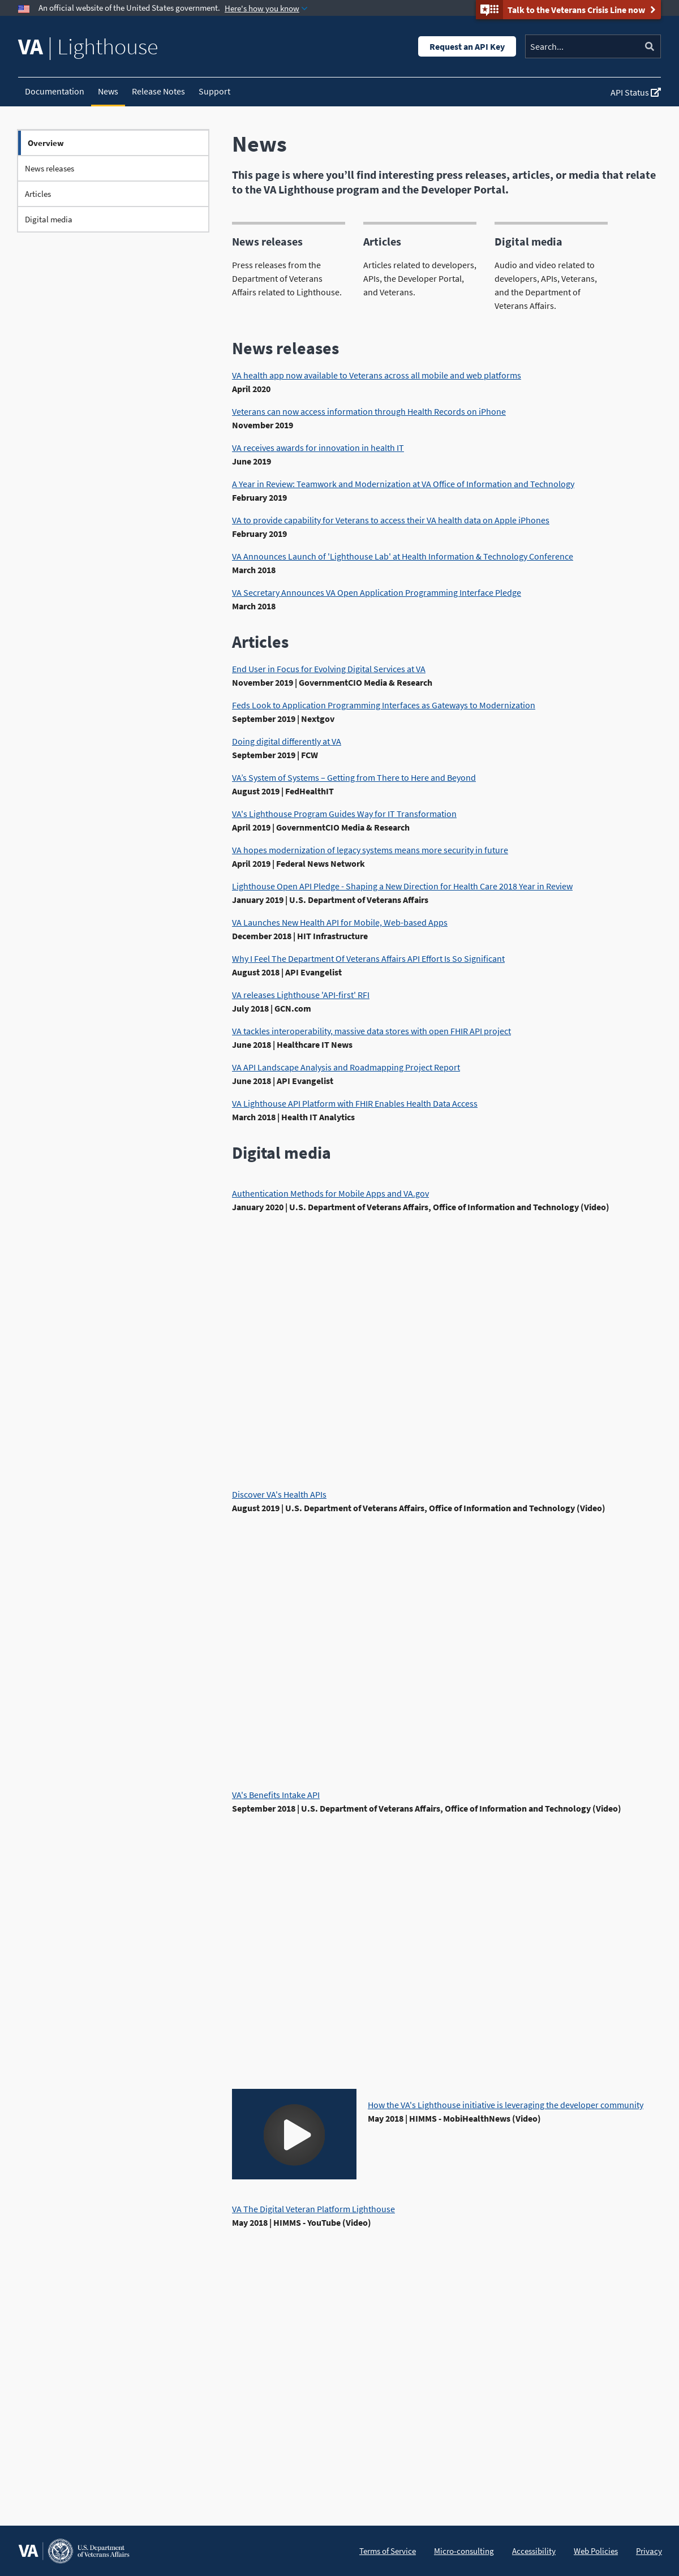 An official website of the United States government. Here's how you know
Talk to the Veterans Crisis Line now
VA | Lighthouse
Request an API Key
Search...
Documentation
News
Release Notes
Support
API Status
Overview
News releases
Articles
Digital media
News
This page is where you’ll find interesting press releases, articles, or media that relate
to the VA Lighthouse program and the Developer Portal.
News releases
Press releases from the
Department of Veterans
Affairs related to Lighthouse.
Articles
Articles related to developers,
APIs, the Developer Portal,
and Veterans.
Digital media
Audio and video related to
developers, APIs, Veterans,
and the Department of
Veterans Affairs.
News releases
VA health app now available to Veterans across all mobile and web platforms
April 2020
Veterans can now access information through Health Records on iPhone
November 2019
VA receives awards for innovation in health IT
June 2019
A Year in Review: Teamwork and Modernization at VA Office of Information and Technology
February 2019
VA to provide capability for Veterans to access their VA health data on Apple iPhones
February 2019
VA Announces Launch of 'Lighthouse Lab' at Health Information & Technology Conference
March 2018
VA Secretary Announces VA Open Application Programming Interface Pledge
March 2018
Articles
End User in Focus for Evolving Digital Services at VA
November 2019 | GovernmentCIO Media & Research
Feds Look to Application Programming Interfaces as Gateways to Modernization
September 2019 | Nextgov
Doing digital differently at VA
September 2019 | FCW
VA’s System of Systems – Getting from There to Here and Beyond
August 2019 | FedHealthIT
VA's Lighthouse Program Guides Way for IT Transformation
April 2019 | GovernmentCIO Media & Research
VA hopes modernization of legacy systems means more security in future
April 2019 | Federal News Network
Lighthouse Open API Pledge - Shaping a New Direction for Health Care 2018 Year in Review
January 2019 | U.S. Department of Veterans Affairs
VA Launches New Health API for Mobile, Web-based Apps
December 2018 | HIT Infrastructure
Why I Feel The Department Of Veterans Affairs API Effort Is So Significant
August 2018 | API Evangelist
VA releases Lighthouse 'API-first' RFI
July 2018 | GCN.com
VA tackles interoperability, massive data stores with open FHIR API project
June 2018 | Healthcare IT News
VA API Landscape Analysis and Roadmapping Project Report
June 2018 | API Evangelist
VA Lighthouse API Platform with FHIR Enables Health Data Access
March 2018 | Health IT Analytics
Digital media
Authentication Methods for Mobile Apps and VA.gov
January 2020 | U.S. Department of Veterans Affairs, Office of Information and Technology (Video)
Discover VA's Health APIs
August 2019 | U.S. Department of Veterans Affairs, Office of Information and Technology (Video)
VA's Benefits Intake API
September 2018 | U.S. Department of Veterans Affairs, Office of Information and Technology (Video)
How the VA's Lighthouse initiative is leveraging the developer community
May 2018 | HIMMS - MobiHealthNews (Video)
VA The Digital Veteran Platform Lighthouse
May 2018 | HIMMS - YouTube (Video)
VA
U.S. Department
of Veterans Affairs
Terms of Service
Micro-consulting
Accessibility
Web Policies
Privacy